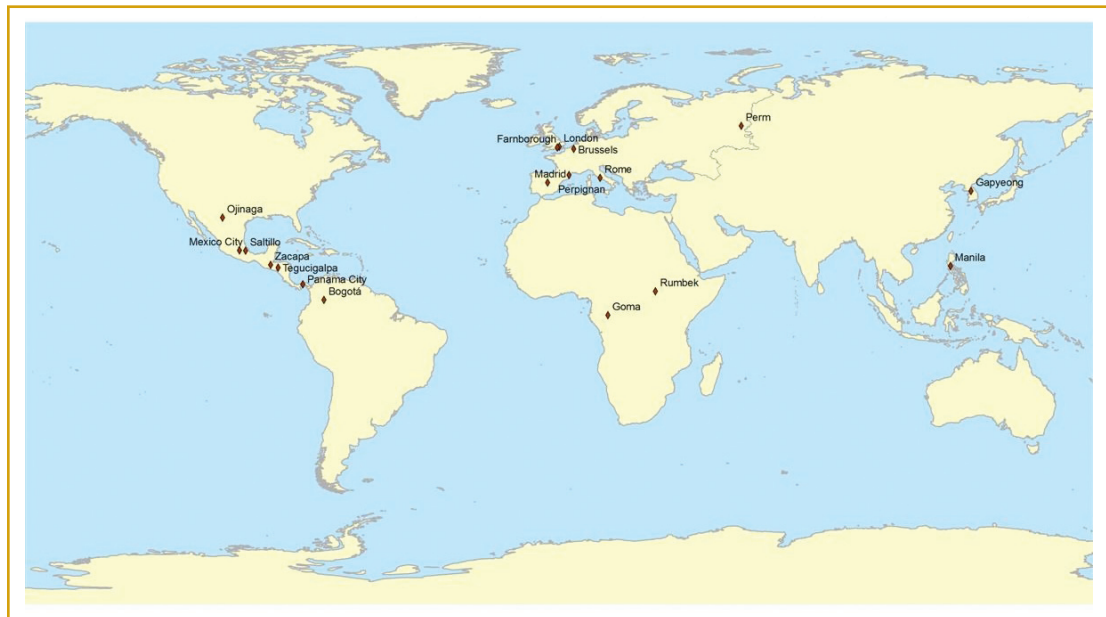 Perm
Farnborough
London
Brussels
Madrid
Rome
Perpignan
Gapyeong
Ojinaga
Mexico City
Saltillo
Zacapa
Tegucigalpa
Manila
Panama City
Rumbek
Bogotá
Goma